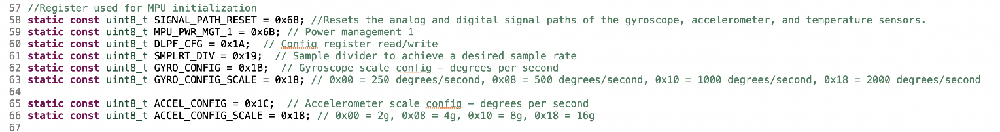 57 //Register used for MPU initialization
58 static const uint8_t SIGNAL_PATH_RESET = 0x68; //Resets the analog and digital signal paths of the gyroscope, accelerometer, and temperature sensors.
59 static const uint8_t MPU_PWR_MGT_1 = 0x6B; // Power management 1
60 static const uint8_t DLPF_CFG = 0x1A;  // Config register read/write
61 static const uint8_t SMPLRT_DIV = 0x19;  // Sample divider to achieve a desired sample rate
62 static const uint8_t GYRO_CONFIG = 0x1B;  // Gyroscope scale config – degrees per second
63 static const uint8_t GYRO_CONFIG_SCALE = 0x18; // 0x00 = 250 degrees/second, 0x08 = 500 degrees/second, 0x10 = 1000 degrees/second, 0x18 = 2000 degrees/second
64
65 static const uint8_t ACCEL_CONFIG = 0x1C;  // Accelerometer scale config – degrees per second
66 static const uint8_t ACCEL_CONFIG_SCALE = 0x18; // 0x00 = 2g, 0x08 = 4g, 0x10 = 8g, 0x18 = 16g
67